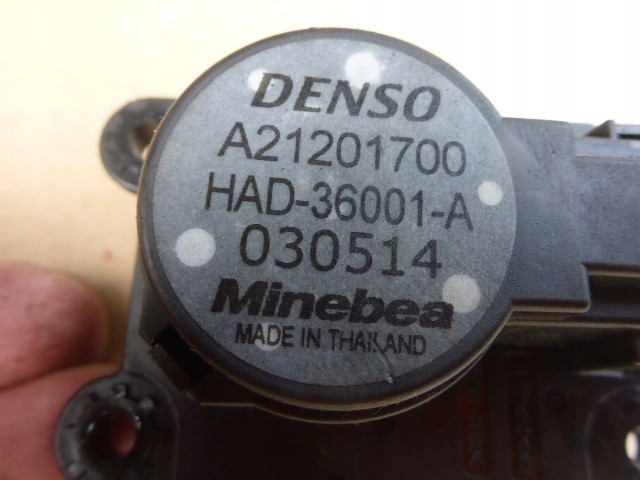 DENSO
A21201700
HAD-36001-A
030514
Minebea
MADE IN THAILAND